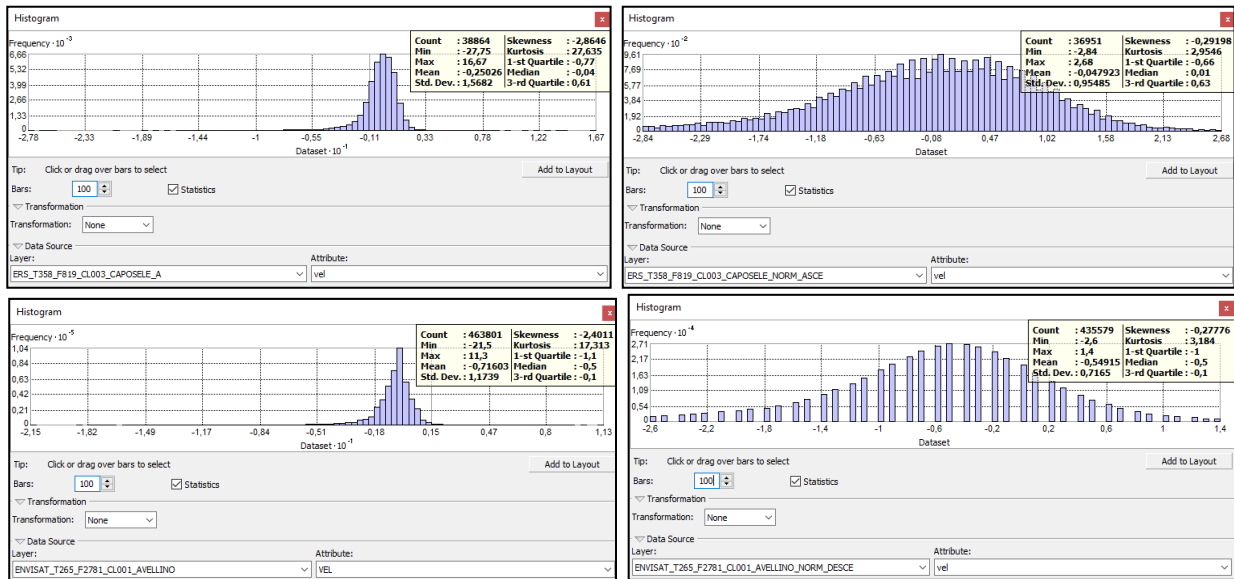 Histogram
x
Frequency · 10 ⁻³
6,66
5,32
3,99
2,66
1,33
0
-2,78 -2,33 -1,89 -1,44 -1 -0,55 -0,11 0,33 0,78 1,22 1,67
Dataset · 10 ⁻¹
Count : 38864 Skewness : -2,8646
Min : -27,75 Kurtosis : 27,635
Max : 16,67 1-st Quartile : -0,77
Mean : -0,25026 Median : -0,04
Std. Dev. : 1,5682 3-rd Quartile : 0,61
Tip: Click or drag over bars to select Add to Layout
Bars: 100 Statistics
Transformation
Transformation: None
Data Source
Layer: Attribute:
ERS_T358_F819_CL003_CAPOSELE_A vel
Histogram
x
Frequency · 10 ⁻²
9,61
7,69
5,77
3,84
1,92
0
-2,84 -2,29 -1,74 -1,18 -0,63 -0,08 0,47 1,02 1,58 2,13 2,68
Dataset
Count : 36951 Skewness : -0,29198
Min : -2,84 Kurtosis : 2,9546
Max : 2,68 1-st Quartile : -0,66
Mean : -0,047923 Median : 0,01
Std. Dev. : 0,95485 3-rd Quartile : 0,63
Tip: Click or drag over bars to select Add to Layout
Bars: 100 Statistics
Transformation
Transformation: None
Data Source
Layer: Attribute:
ERS_T358_F819_CL003_CAPOSELE_NORM_ASCE vel
Histogram
x
Frequency · 10 ⁻⁵
1,04
0,84
0,63
0,42
0,21
0
-2,15 -1,82 -1,49 -1,17 -0,84 -0,51 -0,18 0,15 0,47 0,8 1,13
Dataset · 10 ⁻¹
Count : 463801 Skewness : -2,4011
Min : -21,5 Kurtosis : 17,313
Max : 11,3 1-st Quartile : -1,1
Mean : -0,71603 Median : -0,5
Std. Dev. : 1,1739 3-rd Quartile : -0,1
Tip: Click or drag over bars to select Add to Layout
Bars: 100 Statistics
Transformation
Transformation: None
Data Source
Layer: Attribute:
ENVISAT_T265_F2781_CL001_AVELLINO VEL
Histogram
x
Frequency · 10 ⁻⁴
2,71
2,17
1,63
1,09
0,54
0
-2,6 -2,2 -1,8 -1,4 -1 -0,6 -0,2 0,2 0,6 1 1,4
Dataset
Count : 435579 Skewness : -0,27776
Min : -2,6 Kurtosis : 3,184
Max : 1,4 1-st Quartile : -1
Mean : -0,54915 Median : -0,5
Std. Dev. : 0,7165 3-rd Quartile : -0,1
Tip: Click or drag over bars to select Add to Layout
Bars: 100 Statistics
Transformation
Transformation: None
Data Source
Layer: Attribute:
ENVISAT_T265_F2781_CL001_AVELLINO_NORM_DESCE vel